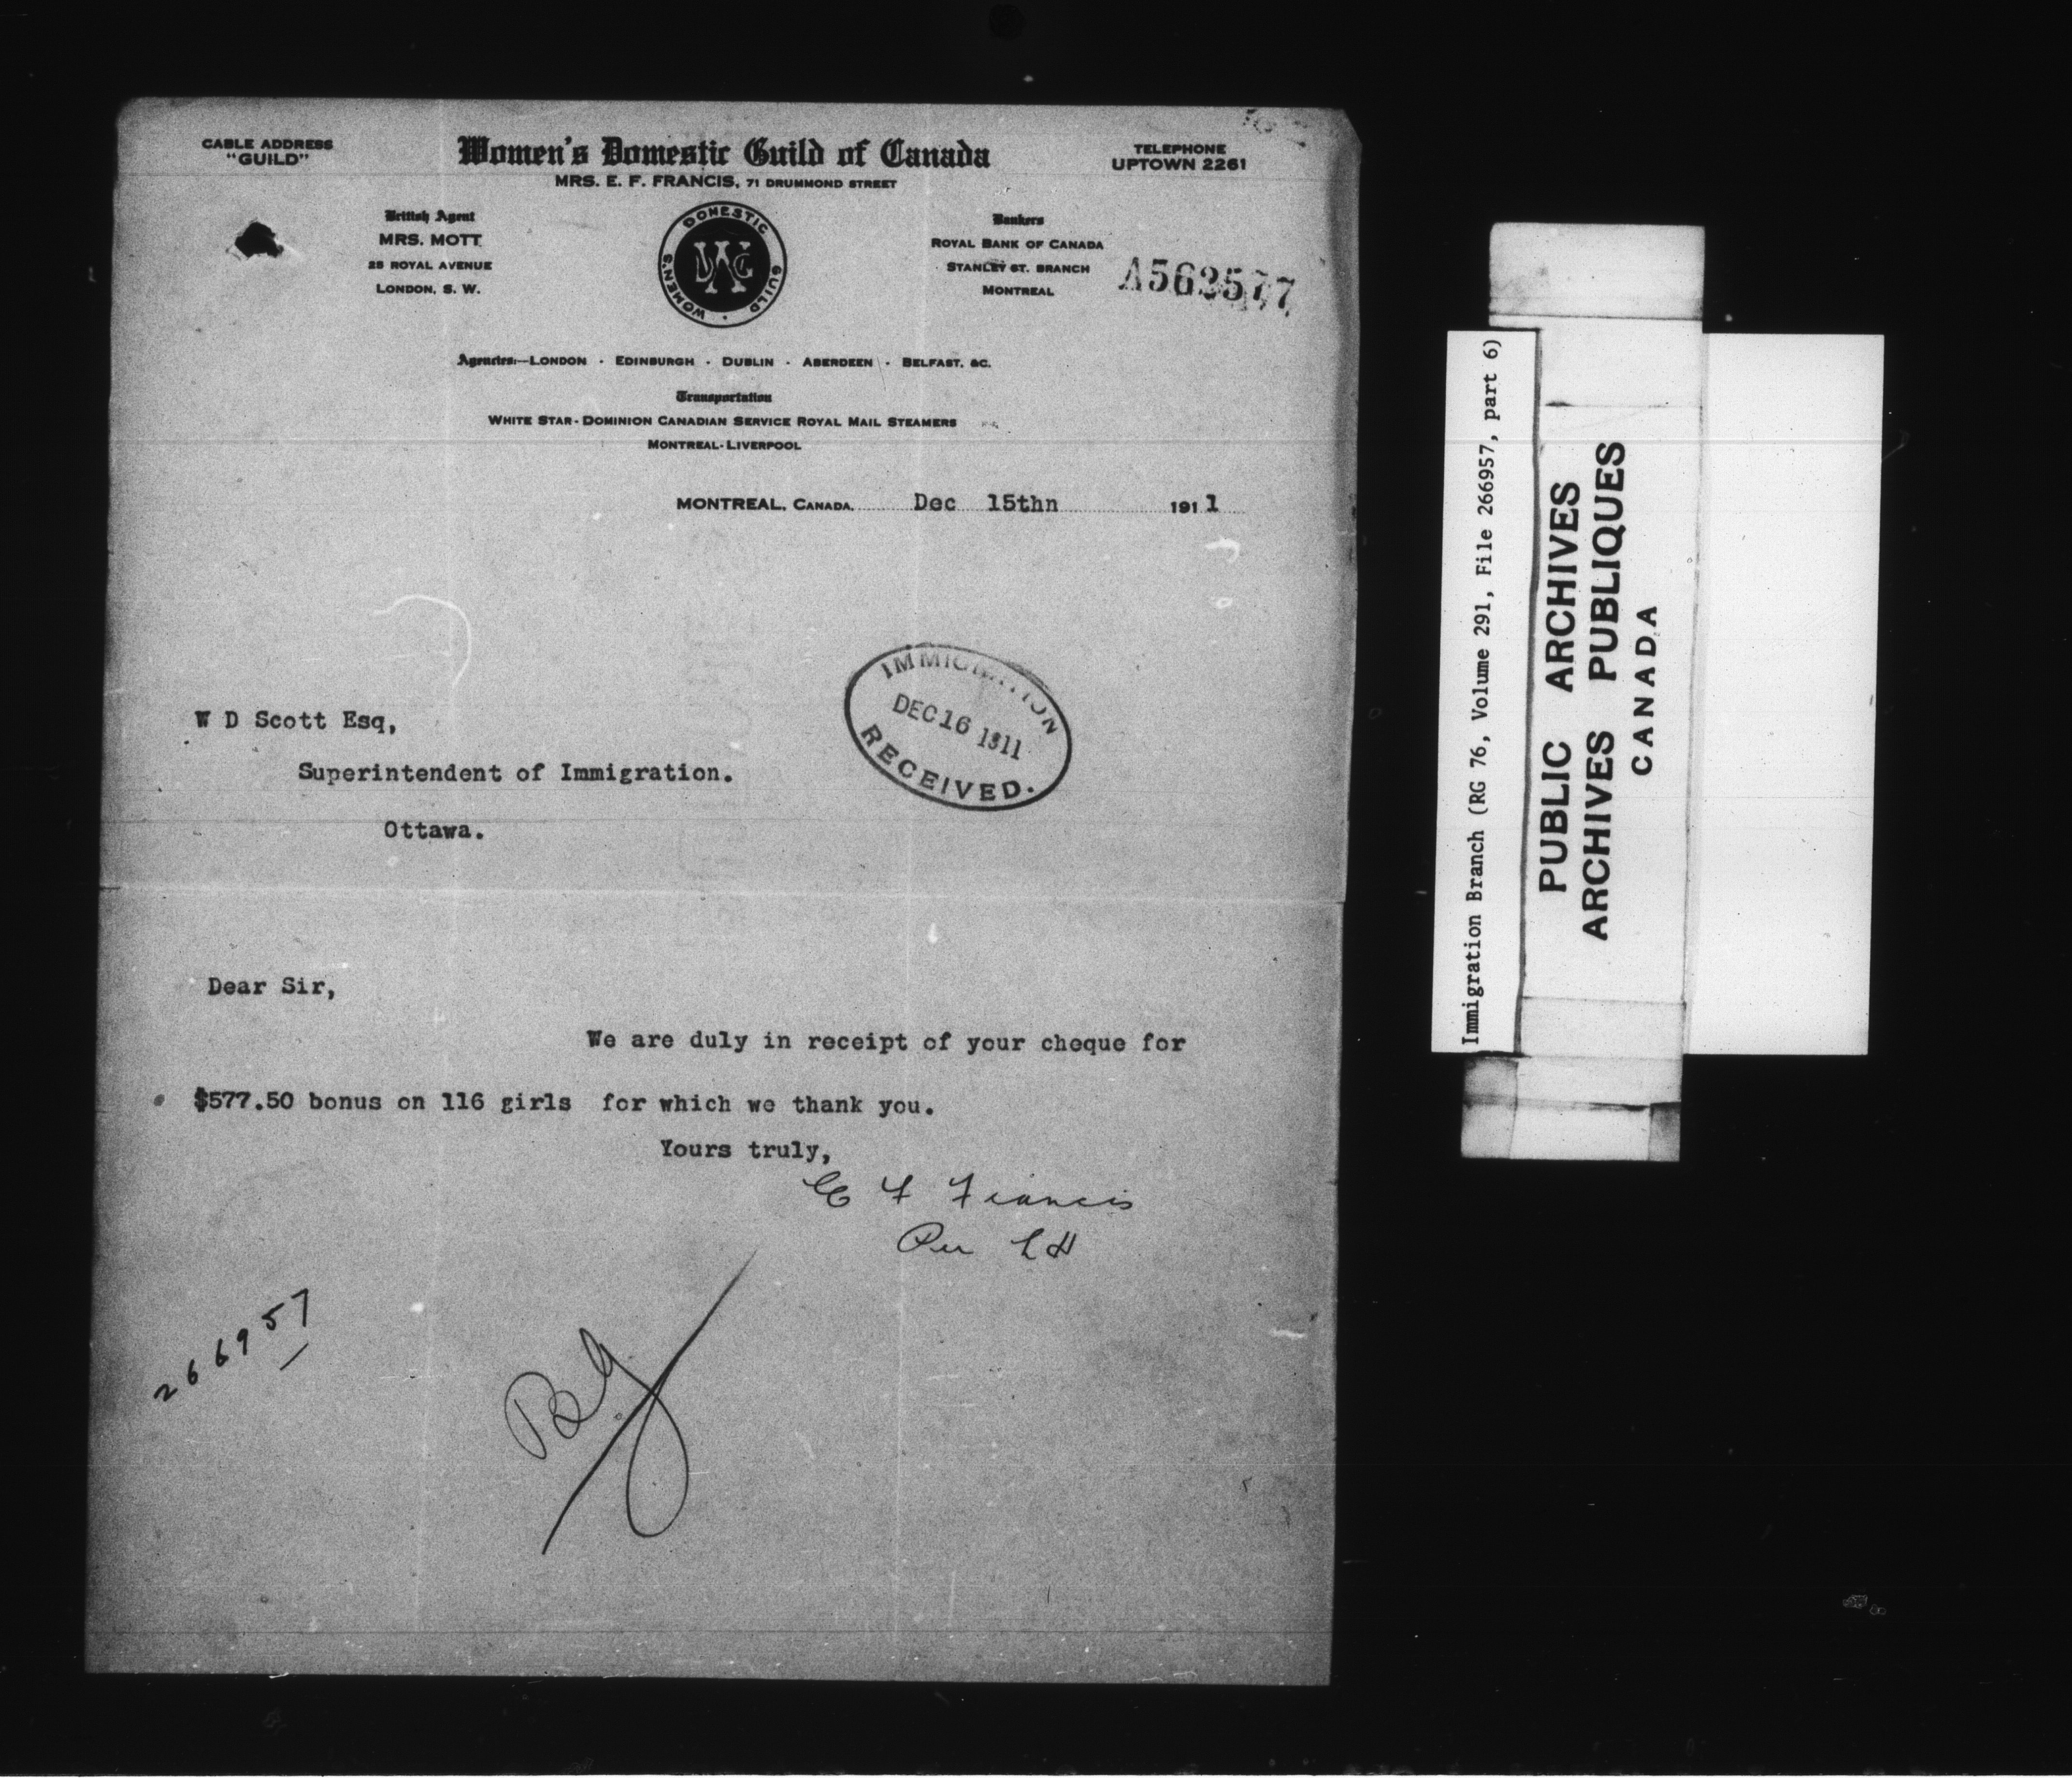 CABLE ADDRESS
"GUILD"
Women's Domestic Guild of Canada
MRS. E. F. FRANCIS, 71 DRUMMOND STREET
TELEPHONE
UPTOWN 2261
British Agent
MRS. MOTT
25 ROYAL AVENUE
LONDON, S. W.
WOMEN'S DOMESTIC GUILD
WDG
Bankers
ROYAL BANK OF CANADA
STANLEY ST. BRANCH
MONTREAL
A562577
Agencies:—LONDON · EDINBURGH · DUBLIN · ABERDEEN · BELFAST, &C.
Transportation
WHITE STAR-DOMINION CANADIAN SERVICE ROYAL MAIL STEAMERS
MONTREAL-LIVERPOOL
MONTREAL, CANADA. Dec 15thn 1911
IMMIGRATION
DEC 16 1911
RECEIVED.
W D Scott Esq,
Superintendent of Immigration.
Ottawa.
Dear Sir,
We are duly in receipt of your cheque for
$577.50 bonus on 116 girls for which we thank you.
Yours truly,
E F Francis
Per LH
266957
Immigration Branch (RG 76, Volume 291, File 266957, part 6)
PUBLIC ARCHIVES
ARCHIVES PUBLIQUES
CANADA